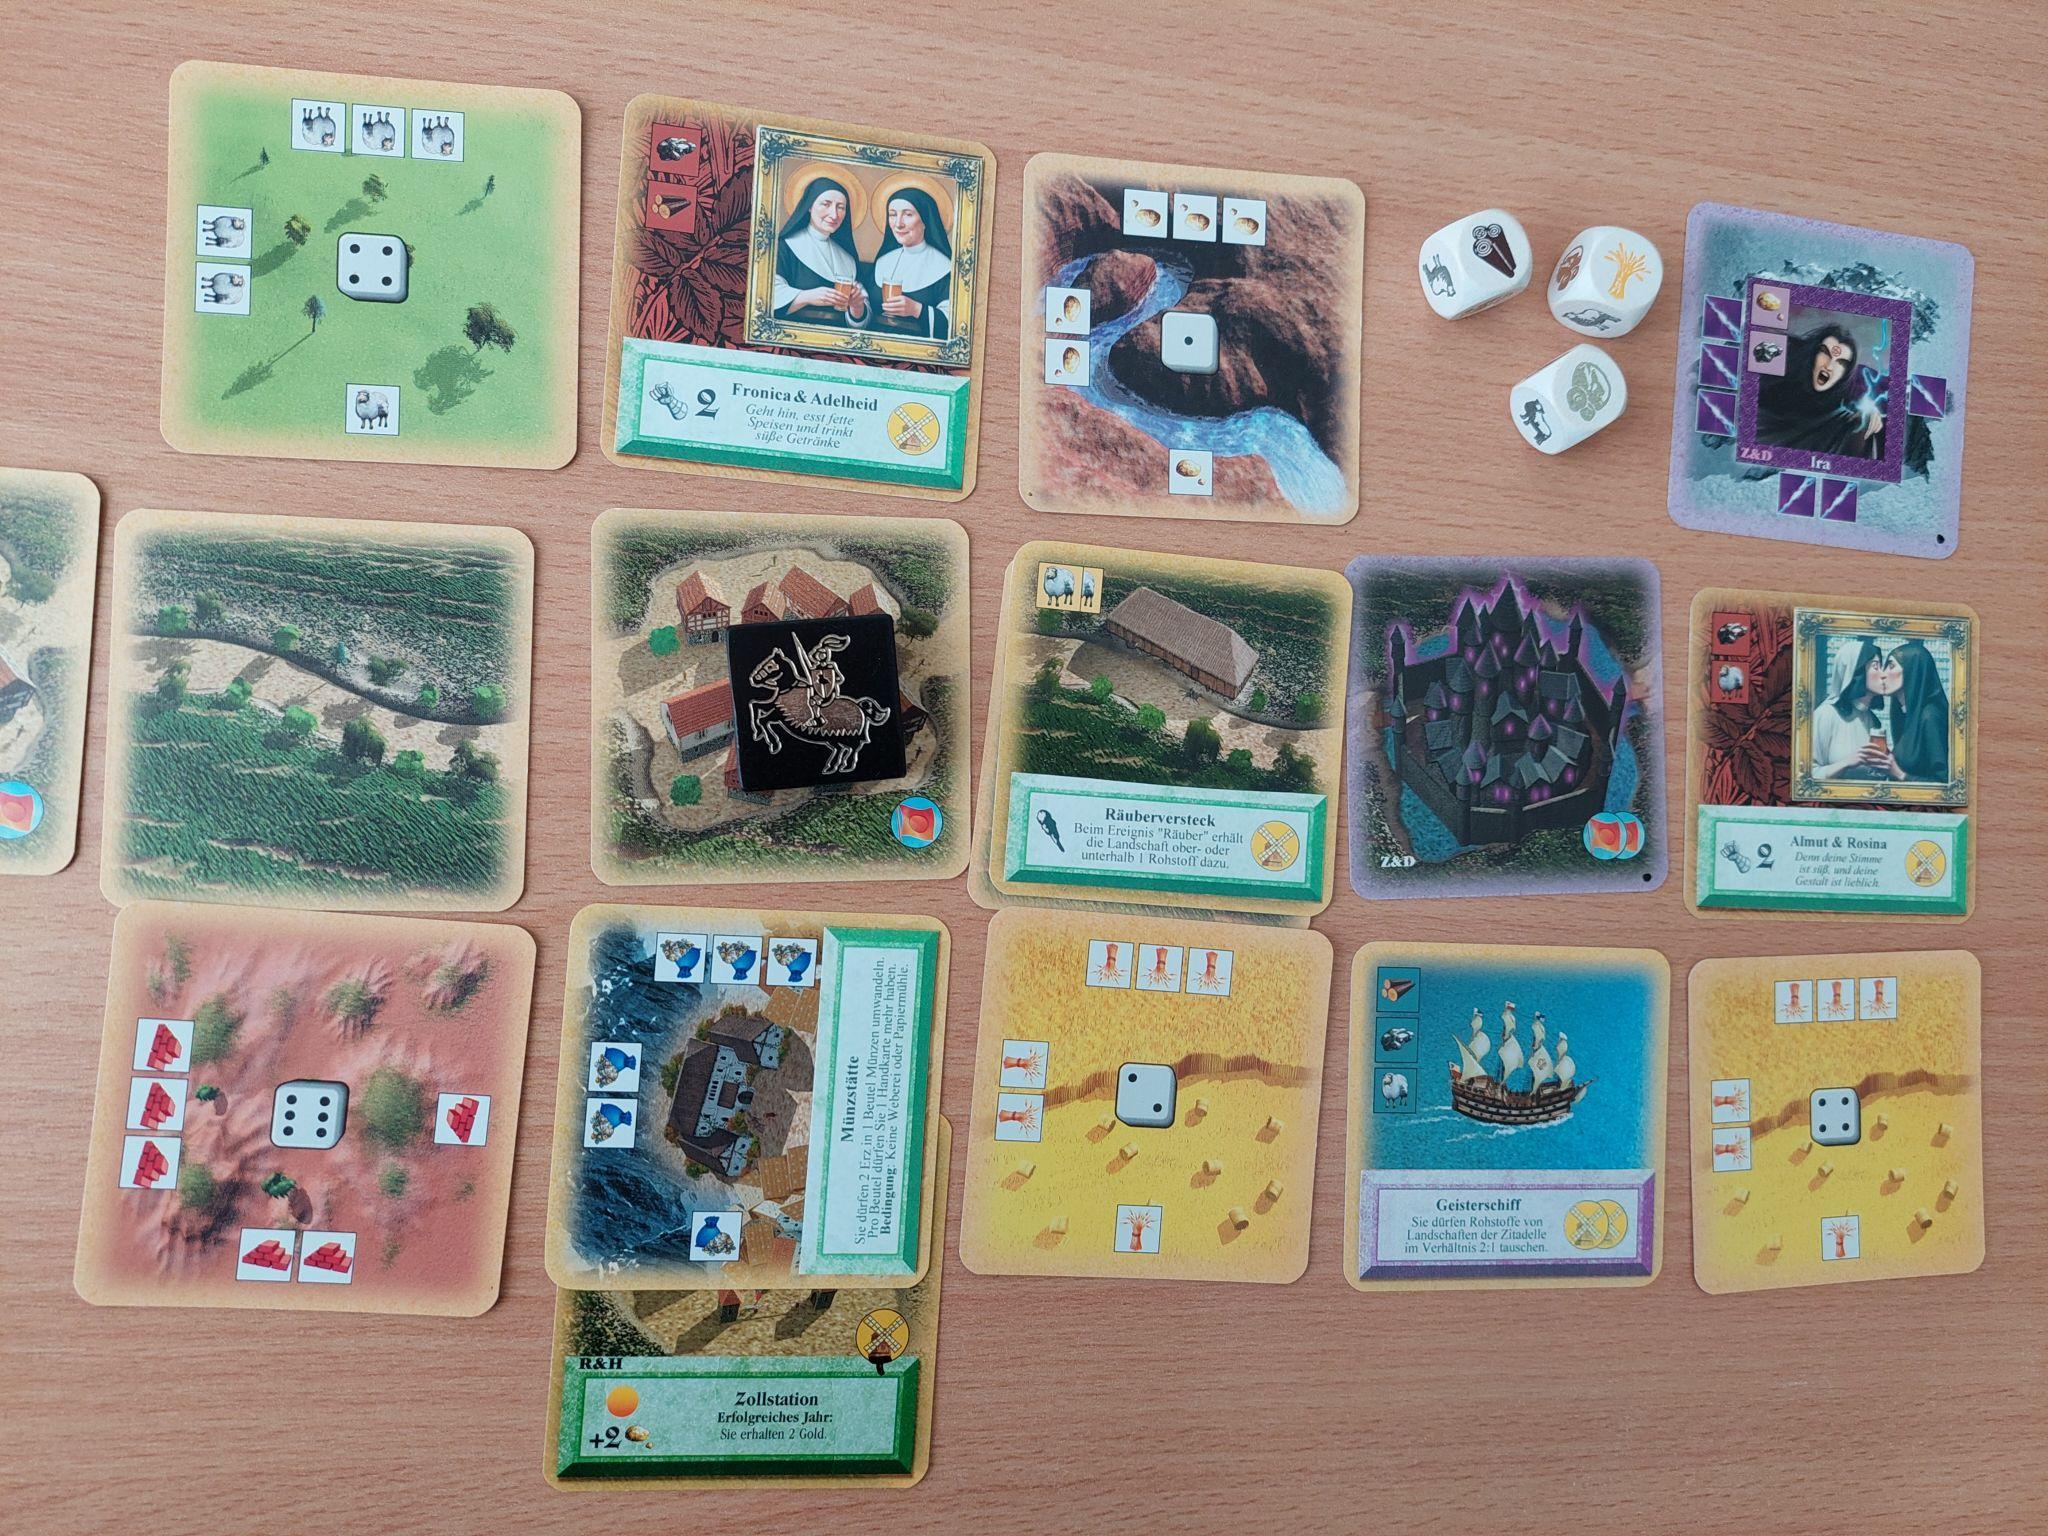 2
Fronica & Adelheid
Geht hin, esst fette
Speisen und trinkt
süße Getränke
Z&D
Ira
Räuberversteck
Beim Ereignis "Räuber" erhält
die Landschaft ober- oder
unterhalb 1 Rohstoff dazu.
Z&D
2
Almut & Rosina
Denn deine Stimme
ist süß, und deine
Gestalt ist lieblich.
Münzstätte
Sie dürfen 2 Erz in 1 Beutel Münzen umwandeln.
Pro Beutel dürfen Sie 1 Handkarte mehr haben.
Bedingung: Keine Weberei oder Papiermühle.
Geisterschiff
Sie dürfen Rohstoffe von
Landschaften der Zitadelle
im Verhältnis 2:1 tauschen.
R&H
+2
Zollstation
Erfolgreiches Jahr:
Sie erhalten 2 Gold.